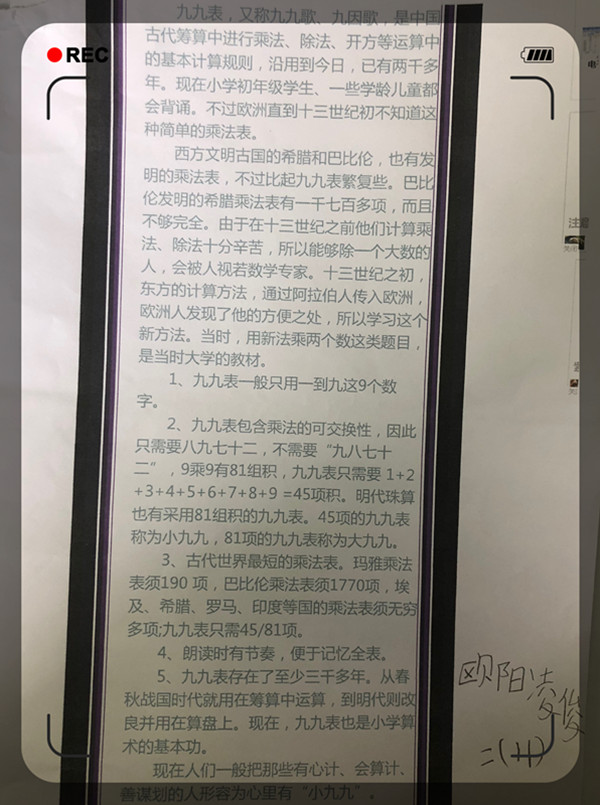 REC
九九表，又称九九歌、九因歌，是中国
古代筹算中进行乘法、除法、开方等运算中
的基本计算规则，沿用到今日，已有两千多
年。现在小学初年级学生、一些学龄儿童都
会背诵。不过欧洲直到十三世纪初不知道这
种简单的乘法表。
西方文明古国的希腊和巴比伦，也有发
明的乘法表，不过比起九九表繁复些。巴比
伦发明的希腊乘法表有一千七百多项，而且
不够完全。由于在十三世纪之前他们计算乘
法、除法十分辛苦，所以能够除一个大数的
人，会被人视若数学专家。十三世纪之初，
东方的计算方法，通过阿拉伯人传入欧洲，
欧洲人发现了他的方便之处，所以学习这个
新方法。当时，用新法乘两个数这类题目，
是当时大学的教材。
1、九九表一般只用一到九这9个数
字。
2、九九表包含乘法的可交换性，因此
只需要八九七十二，不需要“九八七十
二”，9乘9有81组积，九九表只需要 1+2
+3+4+5+6+7+8+9 =45项积。明代珠算
也有采用81组积的九九表。45项的九九表
称为小九九，81项的九九表称为大九九。
3、古代世界最短的乘法表。玛雅乘法
表须190 项，巴比伦乘法表须1770项，埃
及、希腊、罗马、印度等国的乘法表须无穷
多项;九九表只需45/81项。
4、朗读时有节奏，便于记忆全表。
5、九九表存在了至少三千多年。从春
秋战国时代就用在筹算中运算，到明代则改
良并用在算盘上。现在，九九表也是小学算
术的基本功。
现在人们一般把那些有心计、会算计、
善谋划的人形容为心里有“小九九”。
电
欧阳凌俊